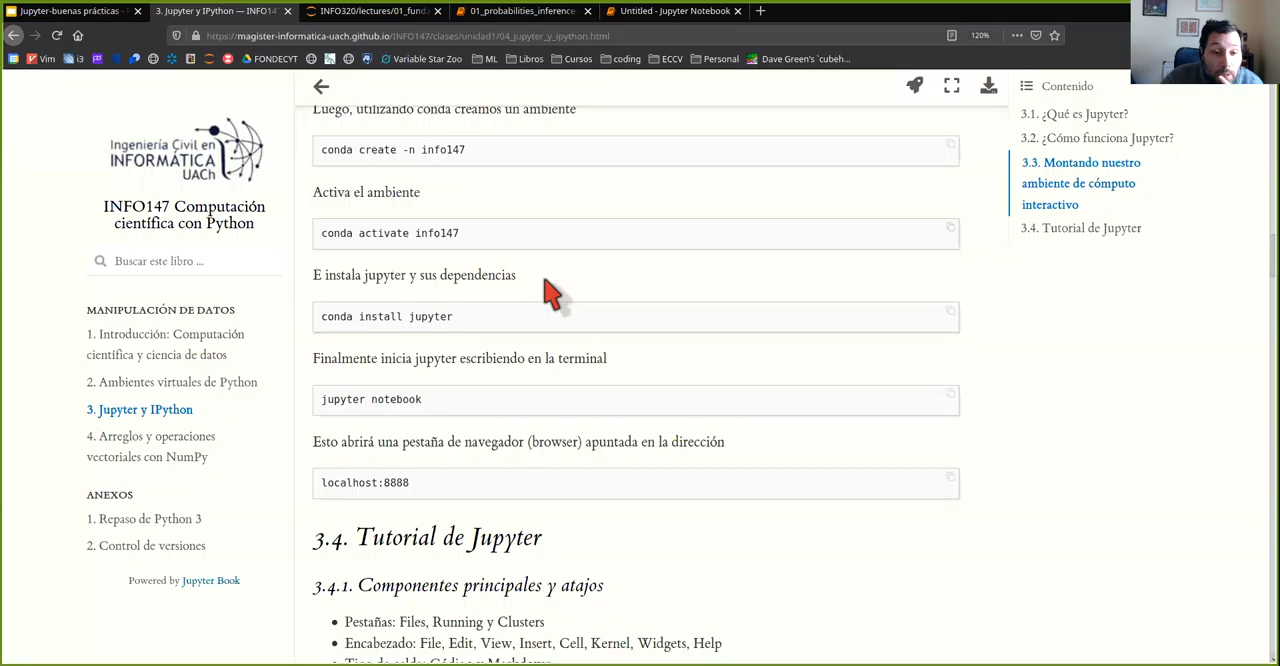 Jupyter-buenas prácticas -
3. Jupyter y IPython — INFO14
INFO320/lectures/01_funda
01_probabilities_inference
Untitled - Jupyter Notebook
https://magister-informatica-uach.github.io/INFO147/clases/unidad1/04_jupyter_y_ipython.html
120%
Vim
i3
FONDECYT
Variable Star Zoo
ML
Libros
Cursos
coding
ECCV
Personal
Dave Green's `cubeh...
Ingeniería Civil en
INFORMÁTICA
UACh
INFO147 Computación
científica con Python
Buscar este libro ...
MANIPULACIÓN DE DATOS
1. Introducción: Computación
científica y ciencia de datos
2. Ambientes virtuales de Python
3. Jupyter y IPython
4. Arreglos y operaciones
vectoriales con NumPy
ANEXOS
1. Repaso de Python 3
2. Control de versiones
Powered by Jupyter Book
Luego, utilizando conda creamos un ambiente
conda create -n info147
Activa el ambiente
conda activate info147
E instala jupyter y sus dependencias
conda install jupyter
Finalmente inicia jupyter escribiendo en la terminal
jupyter notebook
Esto abrirá una pestaña de navegador (browser) apuntada en la dirección
localhost:8888
3.4. Tutorial de Jupyter
3.4.1. Componentes principales y atajos
• Pestañas: Files, Running y Clusters
• Encabezado: File, Edit, View, Insert, Cell, Kernel, Widgets, Help
Contenido
3.1. ¿Qué es Jupyter?
3.2. ¿Cómo funciona Jupyter?
3.3. Montando nuestro
ambiente de cómputo
interactivo
3.4. Tutorial de Jupyter